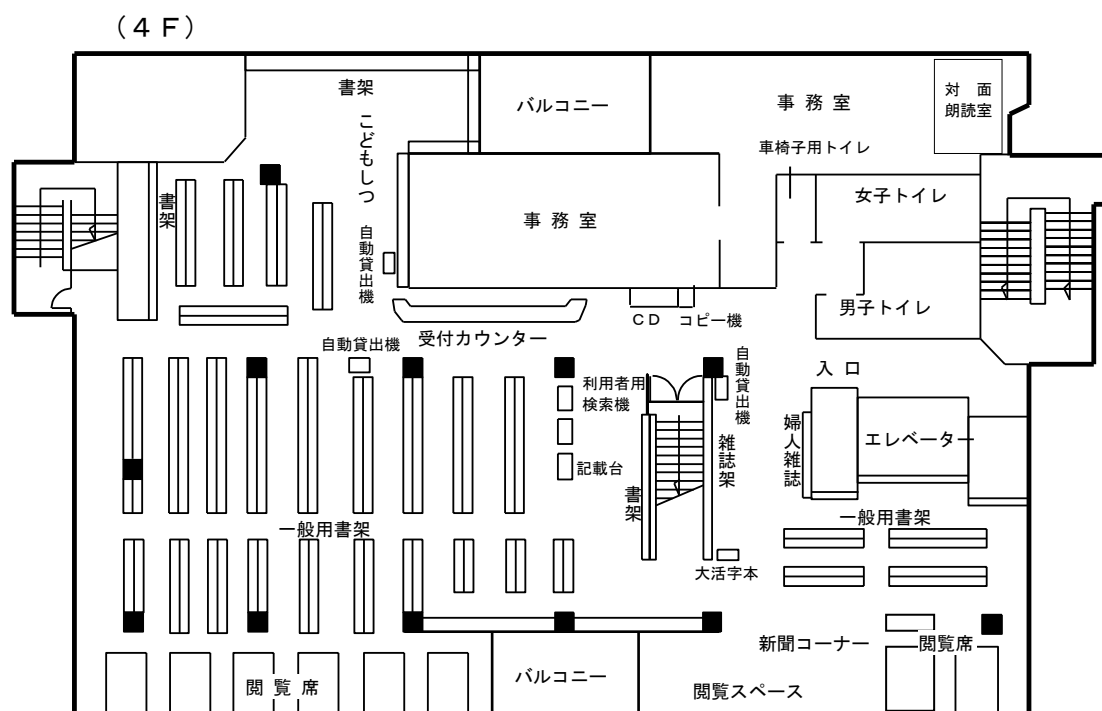 (４Ｆ)
書架
バルコニー
事 務 室
対 面
朗読室
こどもしつ
車椅子用トイレ
書架
事 務 室
女子トイレ
自動貸出機
男子トイレ
ＣＤ
コピー機
受付カウンター
自動貸出機
自動貸出機
入 口
利用者用
検索機
婦人雑誌
エレベーター
雑誌架
記載台
書架
一般用書架
一般用書架
大活字本
新聞コーナー
閲覧席
閲 覧 席
バルコニー
閲覧スペース